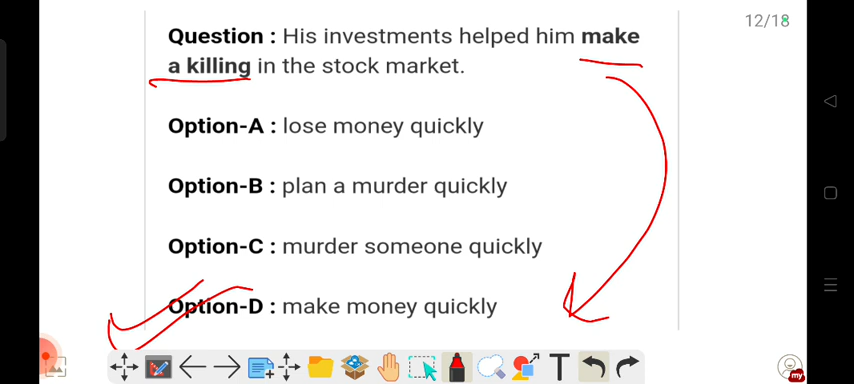 12/18
Question : His investments helped him make
a killing in the stock market.
Option-A : lose money quickly
Option-B : plan a murder quickly
Option-C : murder someone quickly
Option-D : make money quickly
T
my